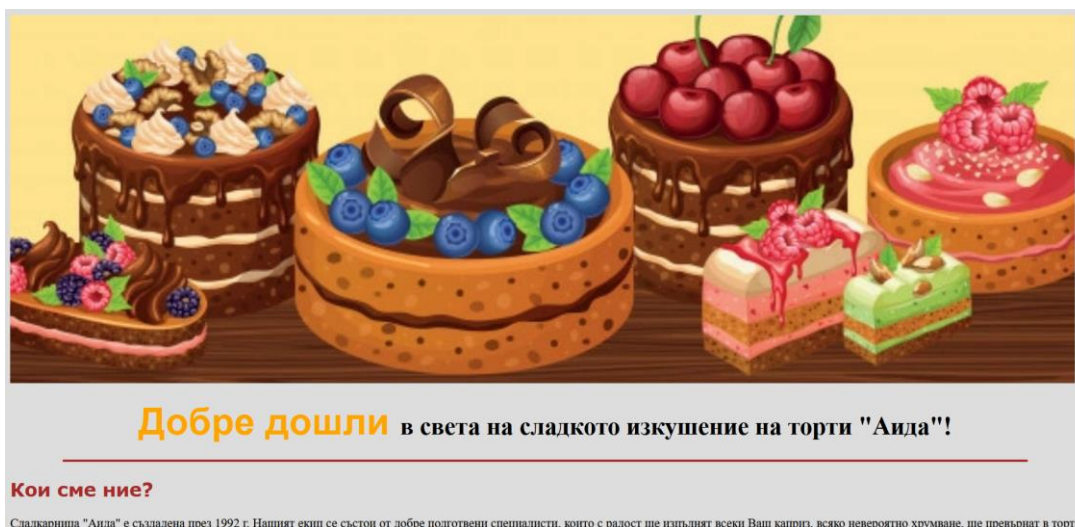 Добре дошли в света на сладкото изкушение на торти "Аида"!
Кои сме ние?
Сладкарница "Аида" е създадена през 1992 г. Нашият екип се състои от добре подготвени специалисти, които с радост ще изпълнят всеки Ваш каприз, всяко невероятно хрумване, ще превърнат в торт